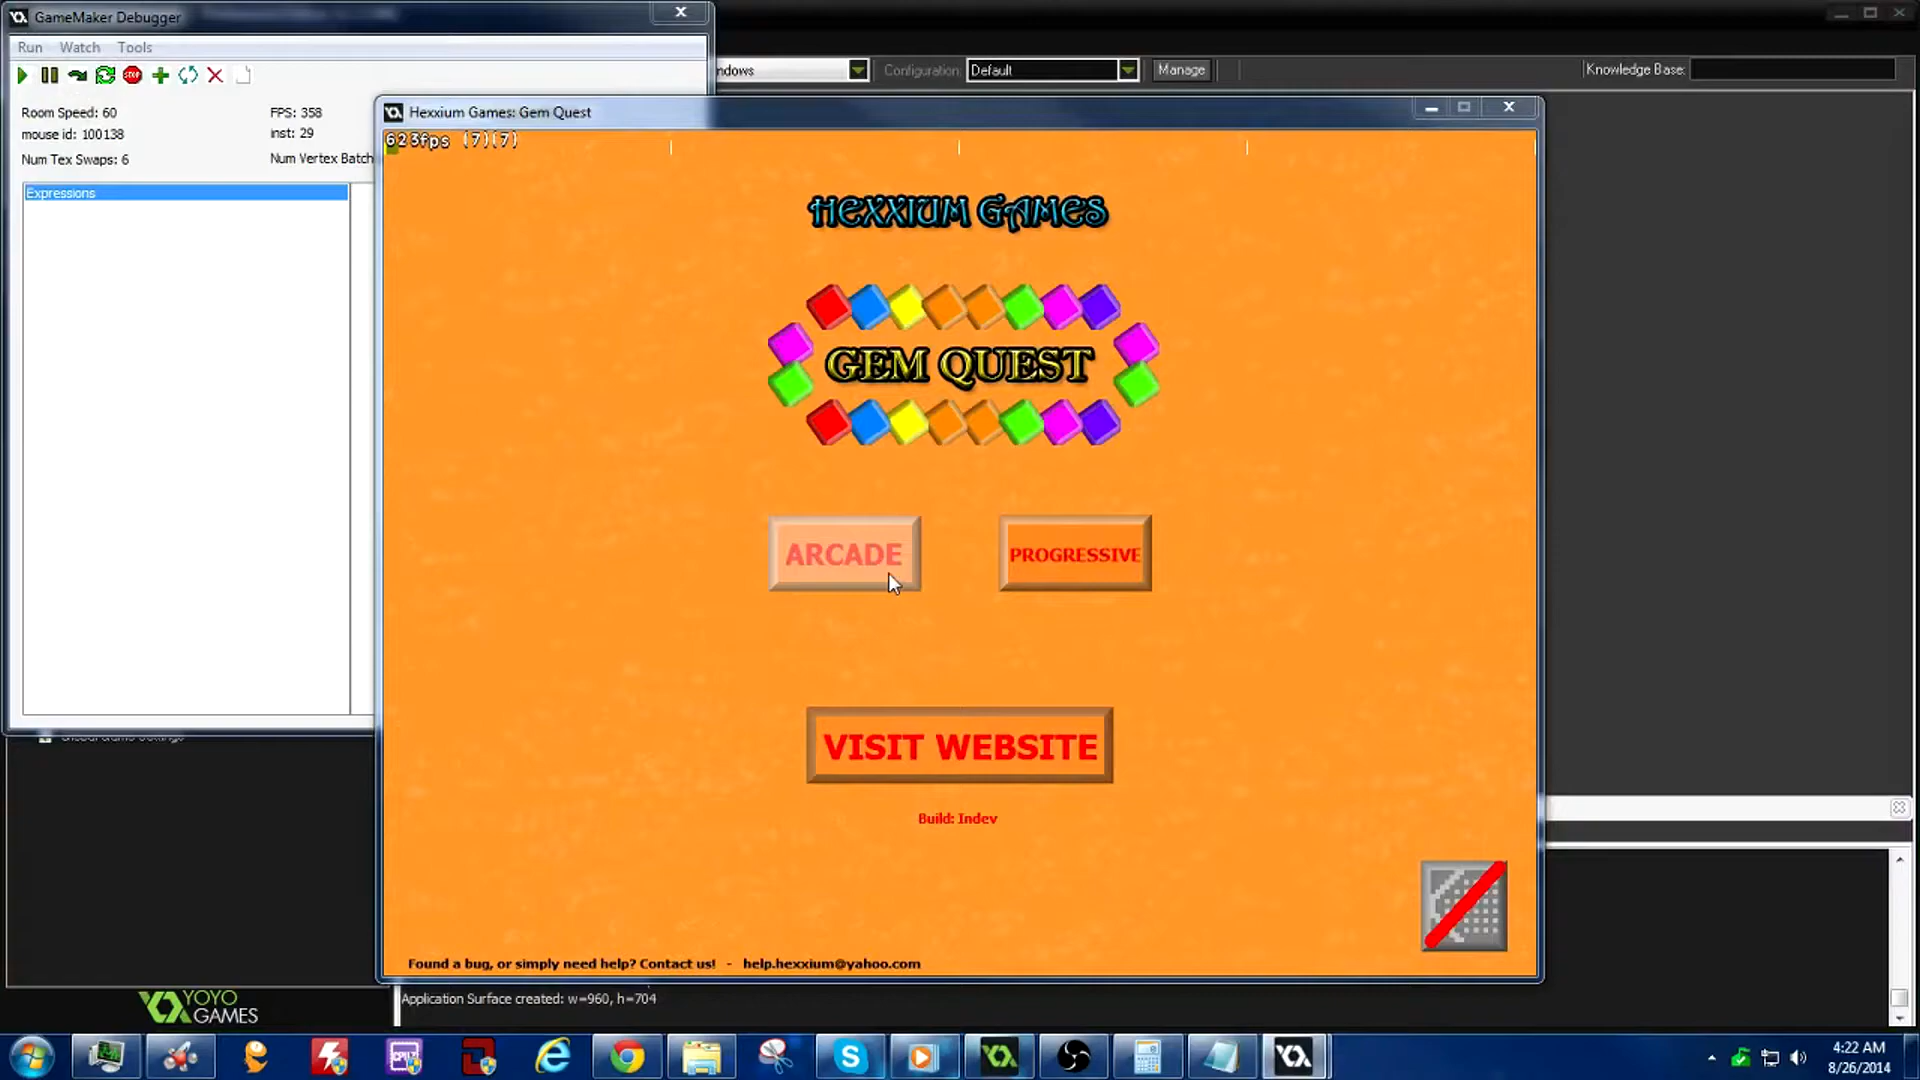 GameMaker Debugger
Run Watch Tools
ndows
Configuration:
Default
Manage
Knowledge Base:
Room Speed: 60
FPS: 358
mouse id: 100138
inst: 29
Num Tex Swaps: 6
Num Vertex Batch
Expressions
Hexxium Games: Gem Quest
623fps (7)(7)
HEXXIUM GAMES
GEM QUEST
ARCADE
PROGRESSIVE
VISIT WEBSITE
Build: Indev
Found a bug, or simply need help? Contact us! - help.hexxium@yahoo.com
Application Surface created: w=960, h=704
YOYO
GAMES
4:22 AM
8/26/2014